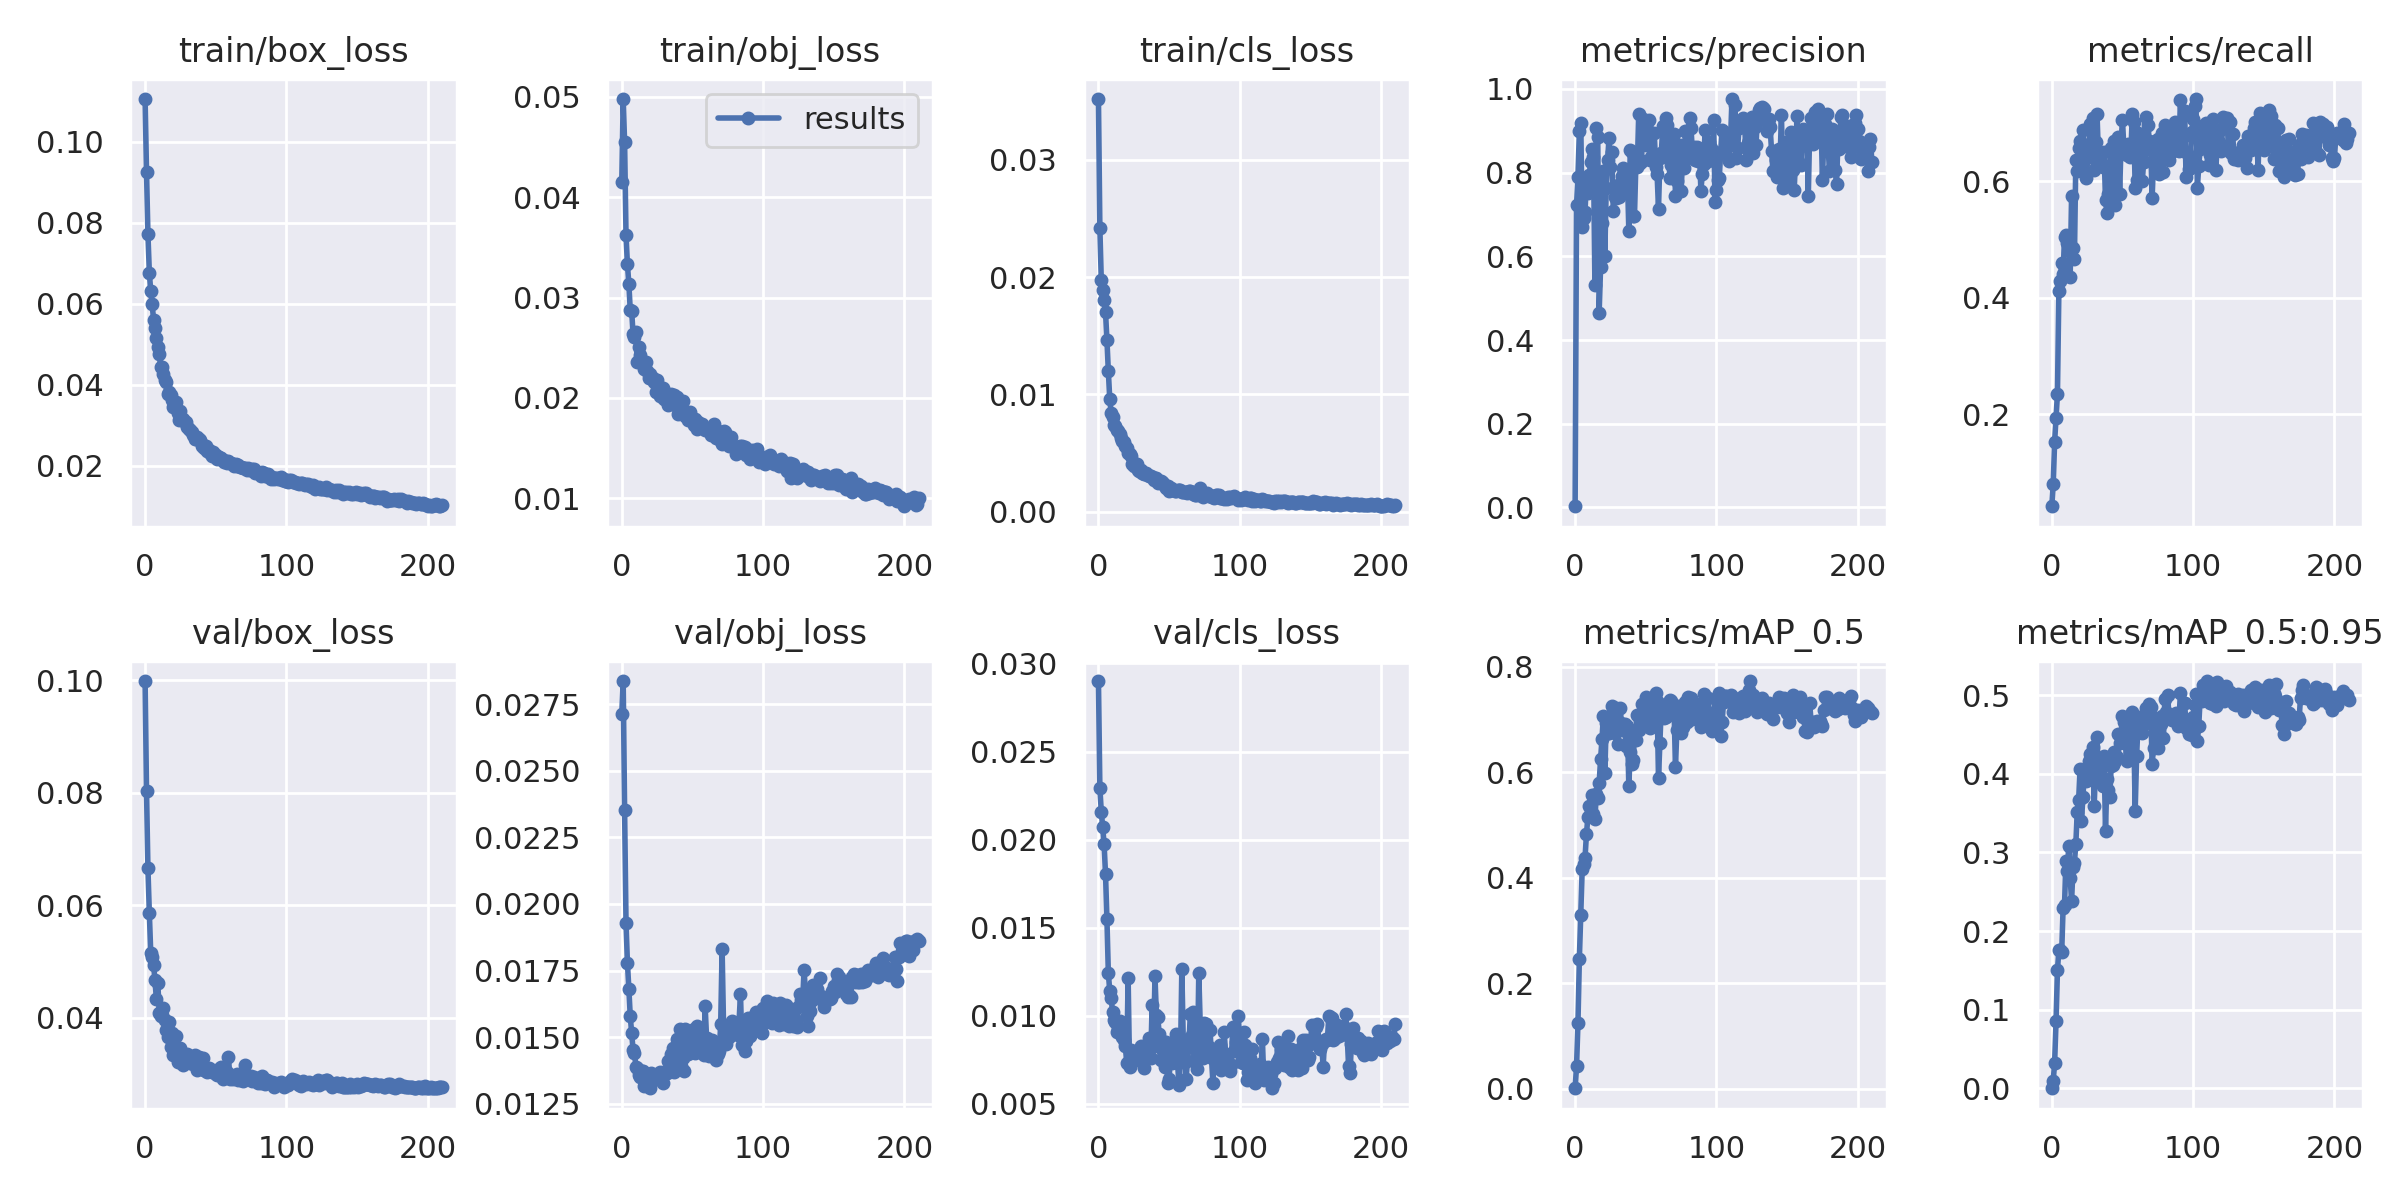 train/box_loss
0.10
0.08
0.06
0.04
0.02
0 100 200
train/obj_loss
results
0.05
0.04
0.03
0.02
0.01
0 100 200
train/cls_loss
0.03
0.02
0.01
0.00
0 100 200
metrics/precision
1.0
0.8
0.6
0.4
0.2
0.0
0 100 200
metrics/recall
0.6
0.4
0.2
0 100 200
val/box_loss
0.10
0.08
0.06
0.04
0 100 200
val/obj_loss
0.0275
0.0250
0.0225
0.0200
0.0175
0.0150
0.0125
0 100 200
val/cls_loss
0.030
0.025
0.020
0.015
0.010
0.005
0 100 200
metrics/mAP_0.5
0.8
0.6
0.4
0.2
0.0
0 100 200
metrics/mAP_0.5:0.95
0.5
0.4
0.3
0.2
0.1
0.0
0 100 200